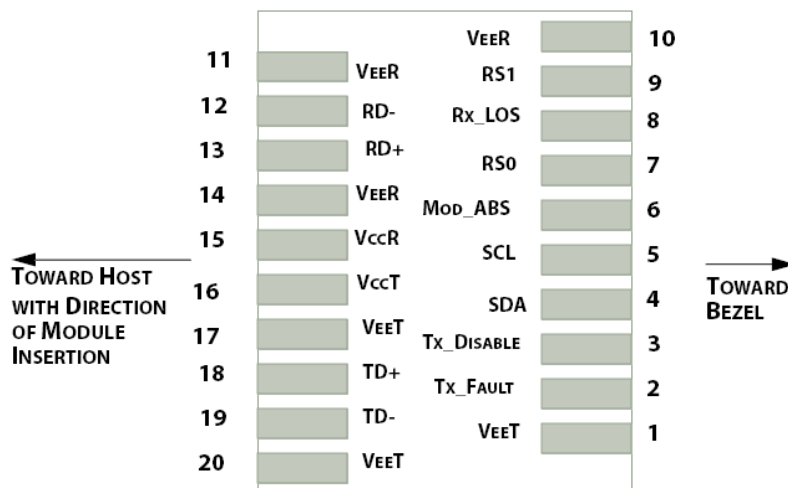 11 VEER
12 RD-
13 RD+
14 VEER
15 VCCR
16 VCCT
17 VEET
18 TD+
19 TD-
20 VEET
VEER 10
RS1 9
RX_LOS 8
RS0 7
MOD_ABS 6
SCL 5
SDA 4
TX_DISABLE 3
TX_FAULT 2
VEET 1
TOWARD HOST
WITH DIRECTION
OF MODULE
INSERTION
TOWARD
BEZEL